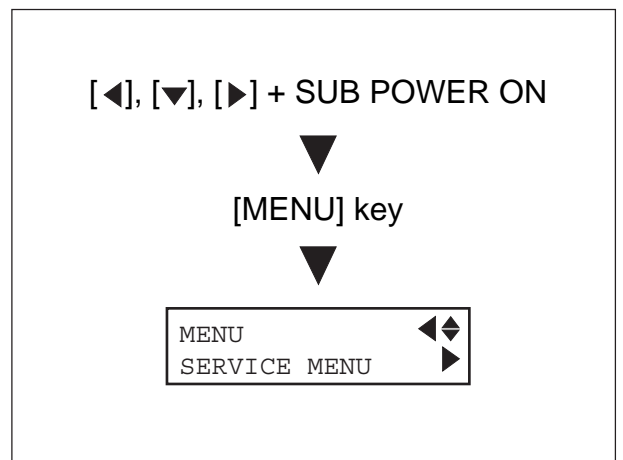 [◀], [▼], [▶] + SUB POWER ON
▼
[MENU] key
▼
MENU ◀◆
SERVICE MENU ▶